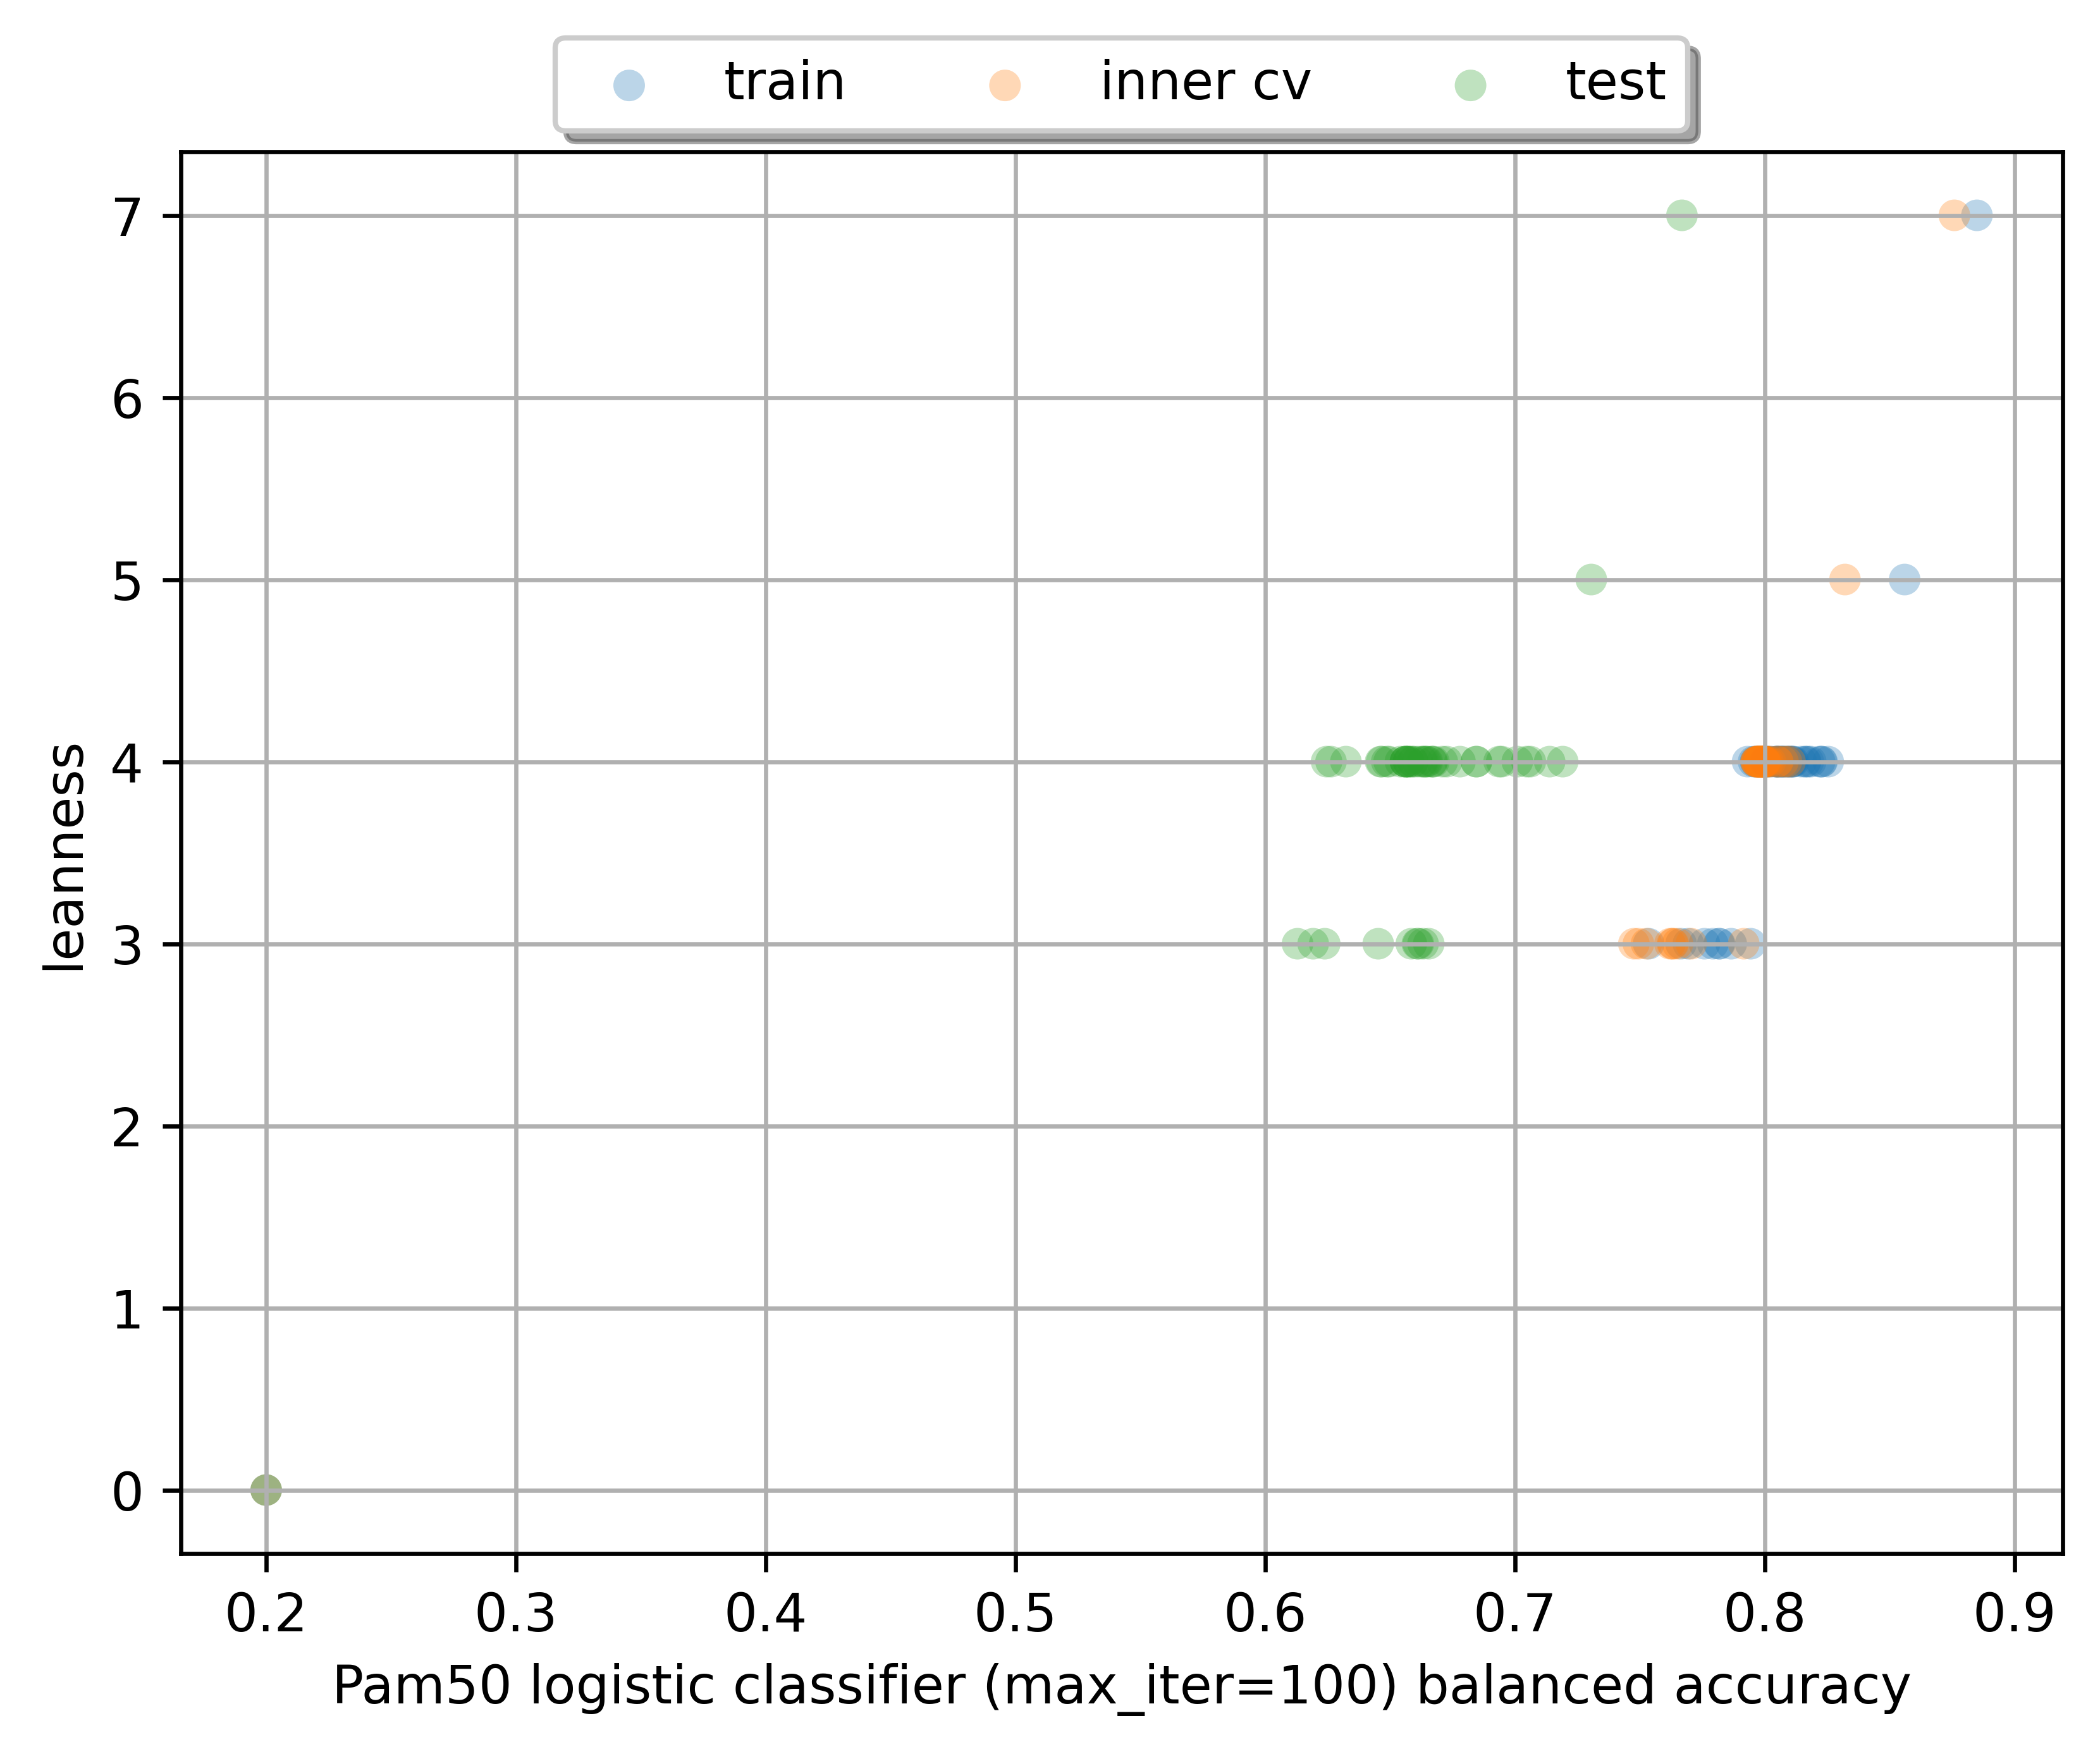 train inner cv test
7
6
5
4
3
2
1
0
leanness
0.2 0.3 0.4 0.5 0.6 0.7 0.8 0.9
Pam50 logistic classifier (max_iter=100) balanced accuracy